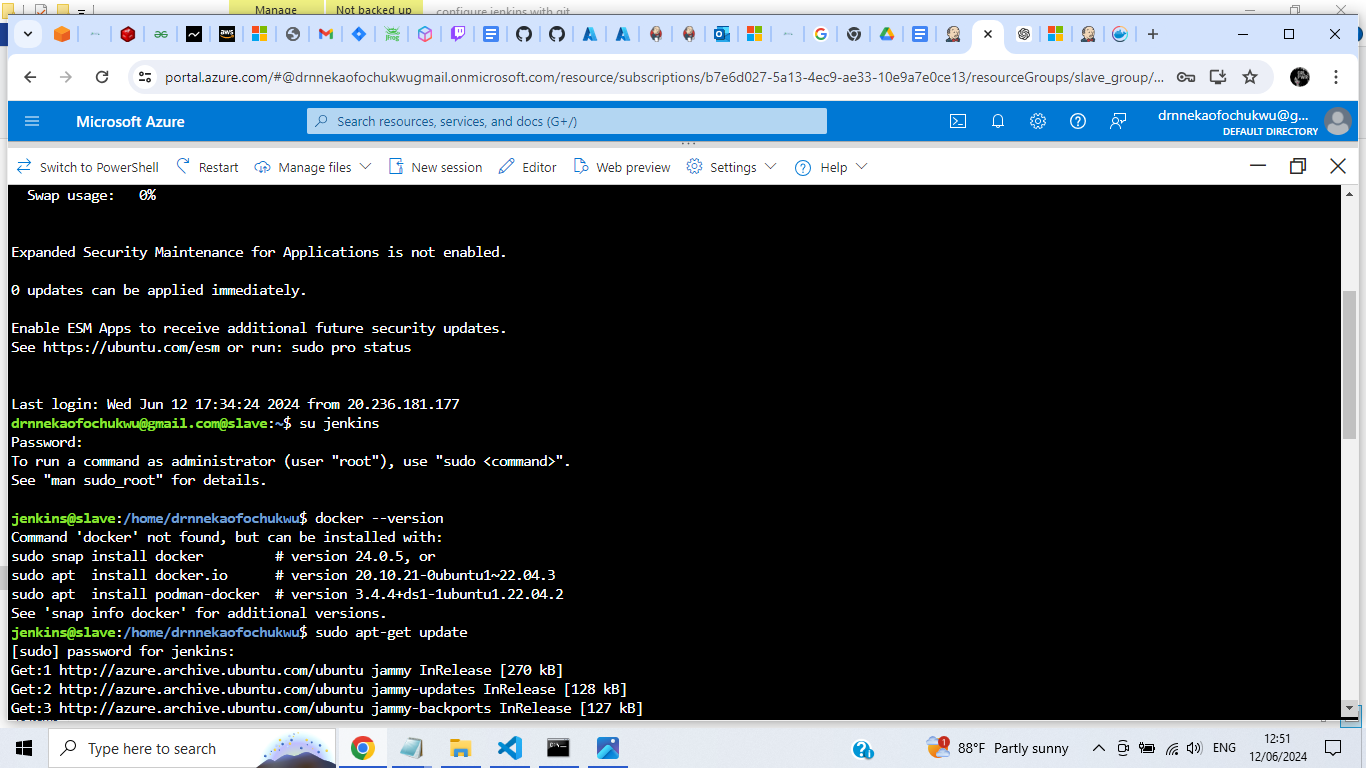 Manage
Not backed up
configure jenkins with git
portal.azure.com/#@drnnekaofochukwugmail.onmicrosoft.com/resource/subscriptions/b7e6d027-5a13-4ec9-ae33-10e9a7e0ce13/resourceGroups/slave_group/...
Microsoft Azure
Search resources, services, and docs (G+/)
drnnekaofochukwu@g...
DEFAULT DIRECTORY
Switch to PowerShell Restart Manage files New session Editor Web preview Settings Help
Swap usage: 0%
Expanded Security Maintenance for Applications is not enabled.
0 updates can be applied immediately.
Enable ESM Apps to receive additional future security updates.
See https://ubuntu.com/esm or run: sudo pro status
Last login: Wed Jun 12 17:34:24 2024 from 20.236.181.177
drnnekaofochukwu@gmail.com@slave:~$ su jenkins
Password:
To run a command as administrator (user "root"), use "sudo <command>".
See "man sudo_root" for details.
jenkins@slave:/home/drnnekaofochukwu$ docker --version
Command 'docker' not found, but can be installed with:
sudo snap install docker # version 24.0.5, or
sudo apt install docker.io # version 20.10.21-0ubuntu1~22.04.3
sudo apt install podman-docker # version 3.4.4+ds1-1ubuntu1.22.04.2
See 'snap info docker' for additional versions.
jenkins@slave:/home/drnnekaofochukwu$ sudo apt-get update
[sudo] password for jenkins:
Get:1 http://azure.archive.ubuntu.com/ubuntu jammy InRelease [270 kB]
Get:2 http://azure.archive.ubuntu.com/ubuntu jammy-updates InRelease [128 kB]
Get:3 http://azure.archive.ubuntu.com/ubuntu jammy-backports InRelease [127 kB]
Type here to search
1
88°F Partly sunny
ENG
12:51
12/06/2024